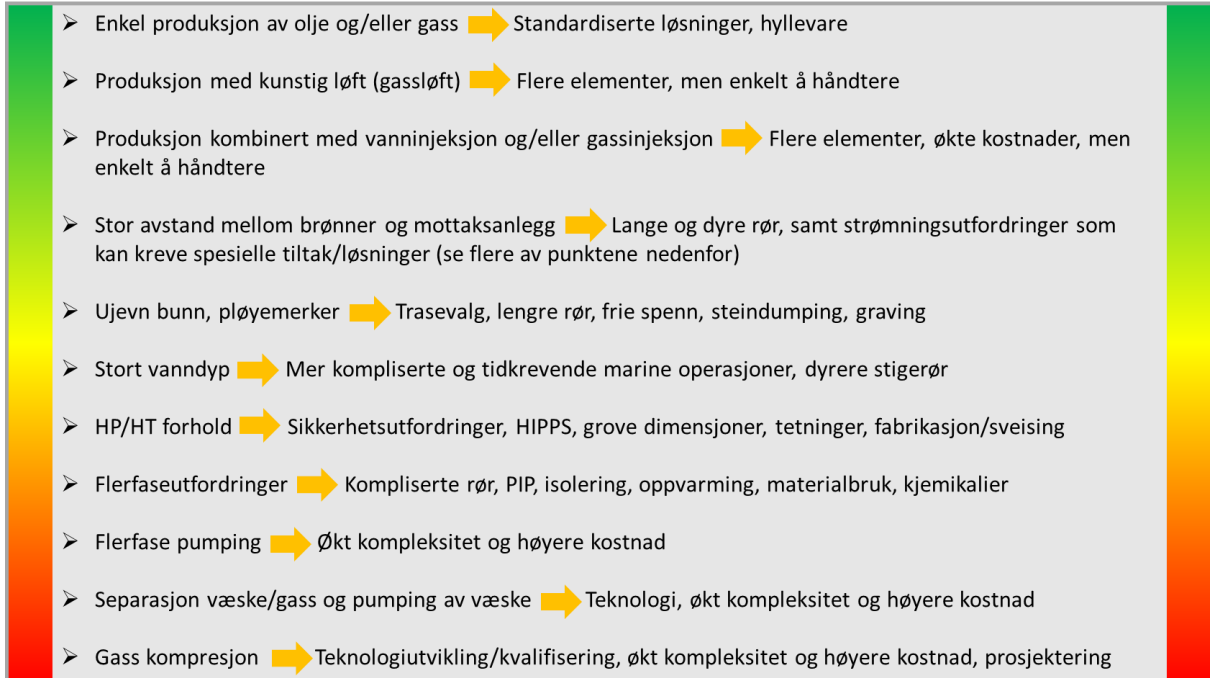 ➢ Enkel produksjon av olje og/eller gass Standardiserte løsninger, hyllevare
➢ Produksjon med kunstig løft (gassløft) Flere elementer, men enkelt å håndtere
➢ Produksjon kombinert med vanninjeksjon og/eller gassinjeksjon Flere elementer, økte kostnader, men
enkelt å håndtere
➢ Stor avstand mellom brønner og mottaksanlegg Lange og dyre rør, samt strømningsutfordringer som
kan kreve spesielle tiltak/løsninger (se flere av punktene nedenfor)
➢ Ujevn bunn, pløyemerker Trasevalg, lengre rør, frie spenn, steindumping, graving
➢ Stort vanndyp Mer kompliserte og tidkrevende marine operasjoner, dyrere stigerør
➢ HP/HT forhold Sikkerhetsutfordringer, HIPPS, grove dimensjoner, tetninger, fabrikasjon/sveising
➢ Flerfaseutfordringer Kompliserte rør, PIP, isolering, oppvarming, materialbruk, kjemikalier
➢ Flerfase pumping Økt kompleksitet og høyere kostnad
➢ Separasjon væske/gass og pumping av væske Teknologi, økt kompleksitet og høyere kostnad
➢ Gass kompresjon Teknologiutvikling/kvalifisering, økt kompleksitet og høyere kostnad, prosjektering